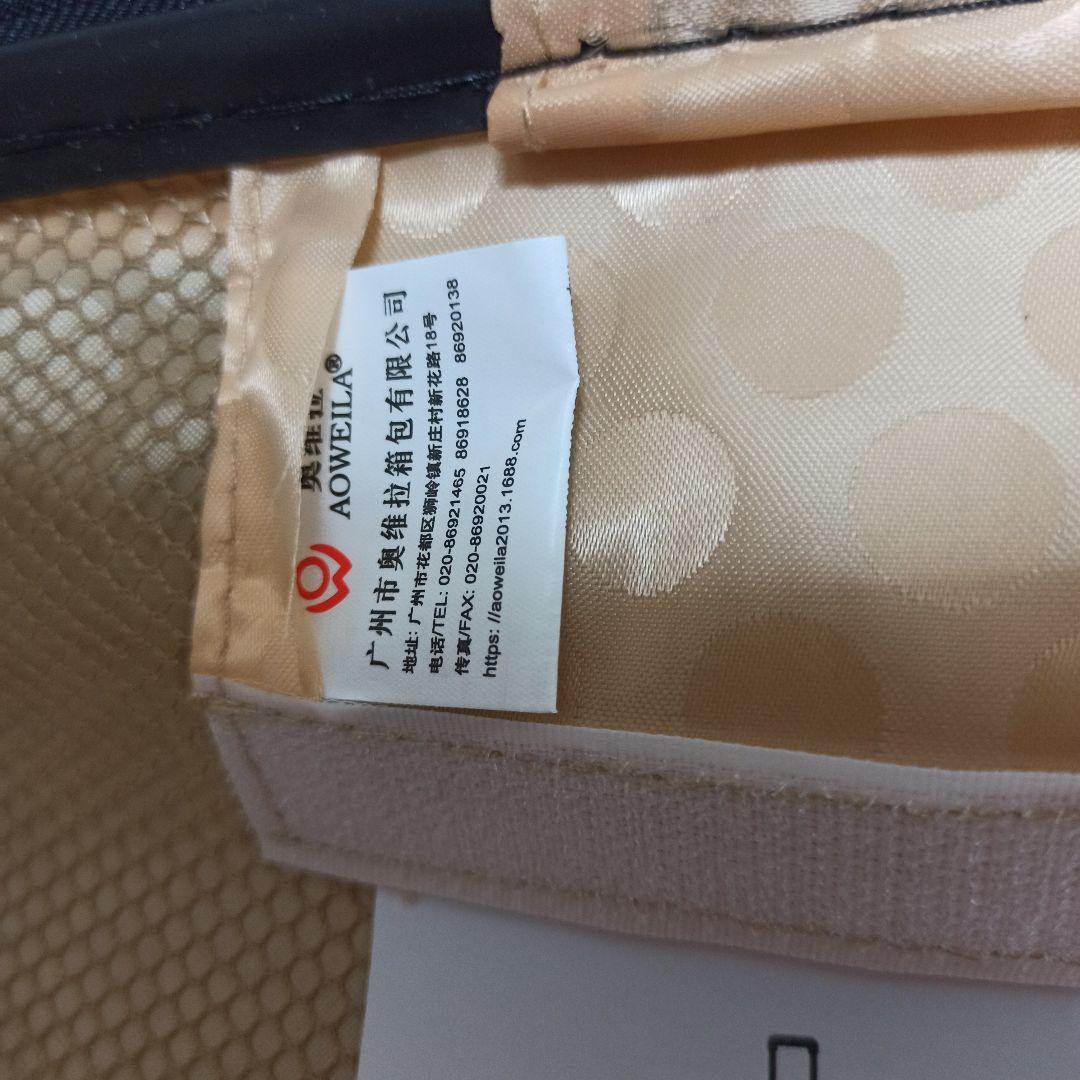 奥维拉
AOWEILA®
广州市奥维拉箱包有限公司
地址: 广州市花都区狮岭镇新庄村新花路18号
电话/TEL: 020-86921465 86918628 86920138
传真/FAX: 020-86920021
https: //aoweila2013.1688.com